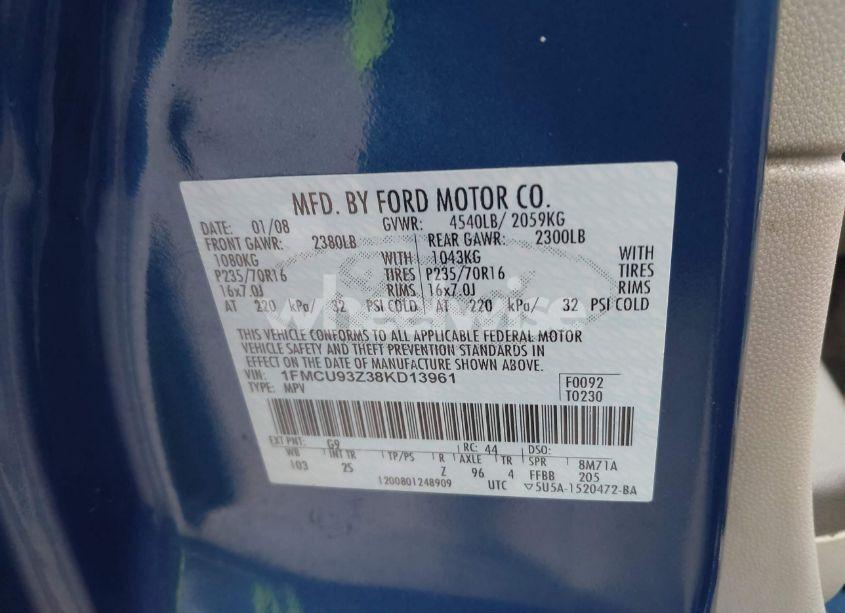 MFD. BY FORD MOTOR CO.
DATE: 01/08 GVWR: 4540LB/ 2059KG
FRONT GAWR: 2380LB REAR GAWR: 2300LB
1080KG WITH 1043KG WITH
P235/70R16 TIRES P235/70R16 TIRES
16x7.0J RIMS 16x7.0J RIMS
AT 220 kPa/ 32 PSI COLD AT 220 kPa/ 32 PSI COLD
wheelwise
THIS VEHICLE CONFORMS TO ALL APPLICABLE FEDERAL MOTOR
VEHICLE SAFETY AND THEFT PREVENTION STANDARDS IN
EFFECT ON THE DATE OF MANUFACTURE SHOWN ABOVE.
VIN: 1FMCU93Z38KD13961 F0092
TYPE: MPV T0230
EXT PNT: G9 RC: 44 DSO:
WB INT TR TP/PS R AXLE TR SPR 8M71A
103 25 Z 96 4 FFBB 205
1200801248909 UTC ▽5U5A-1520472-BA